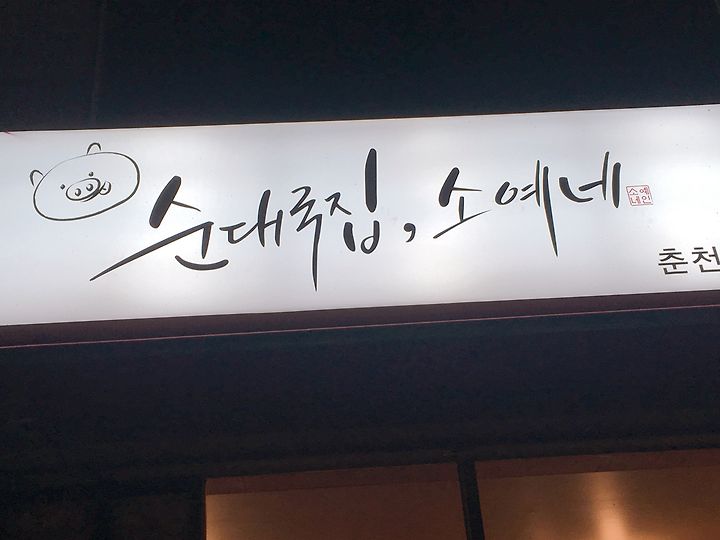 순대국집, 소예네
소예
네인
춘천